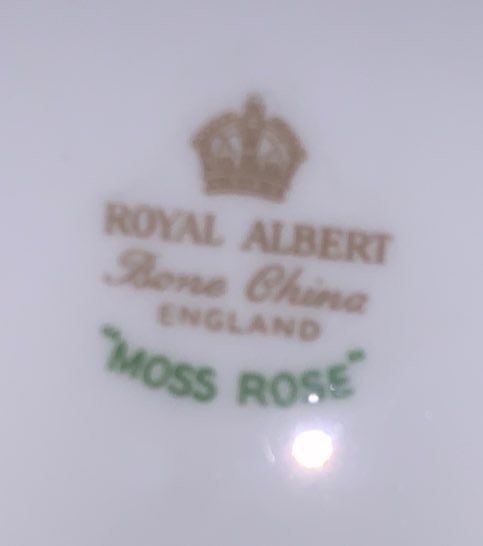 ROYAL ALBERT
Bone China
ENGLAND
"MOSS ROSE"